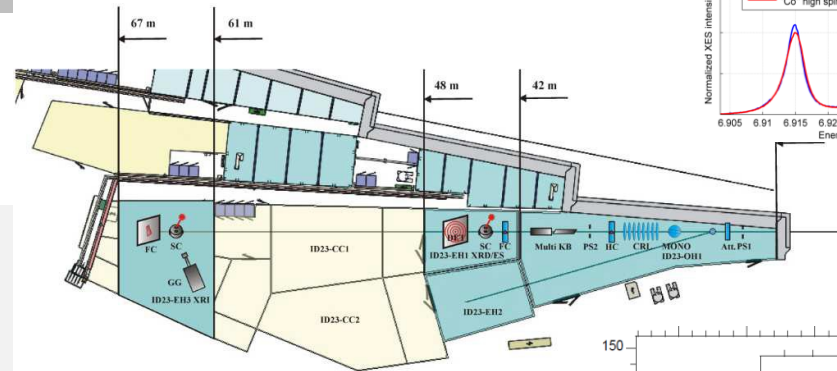 67 m
61 m
48 m
42 m
Normalized XES intensi
Co high spi
6.905 6.91 6.915 6.92
Ener
FC
SC
GG
ID23-EH3 XRI
ID23-CC1
ID23-CC2
DET
SC
FC
ID23-EH1 XRD/ES
ID23-EH2
Multi KB
PS2
HC
CRL
MONO
ID23-OH1
Att.
PS1
150